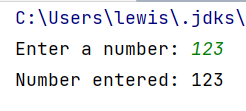 C:\Users\lewis\.jdks\
Enter a number: 123
Number entered: 123